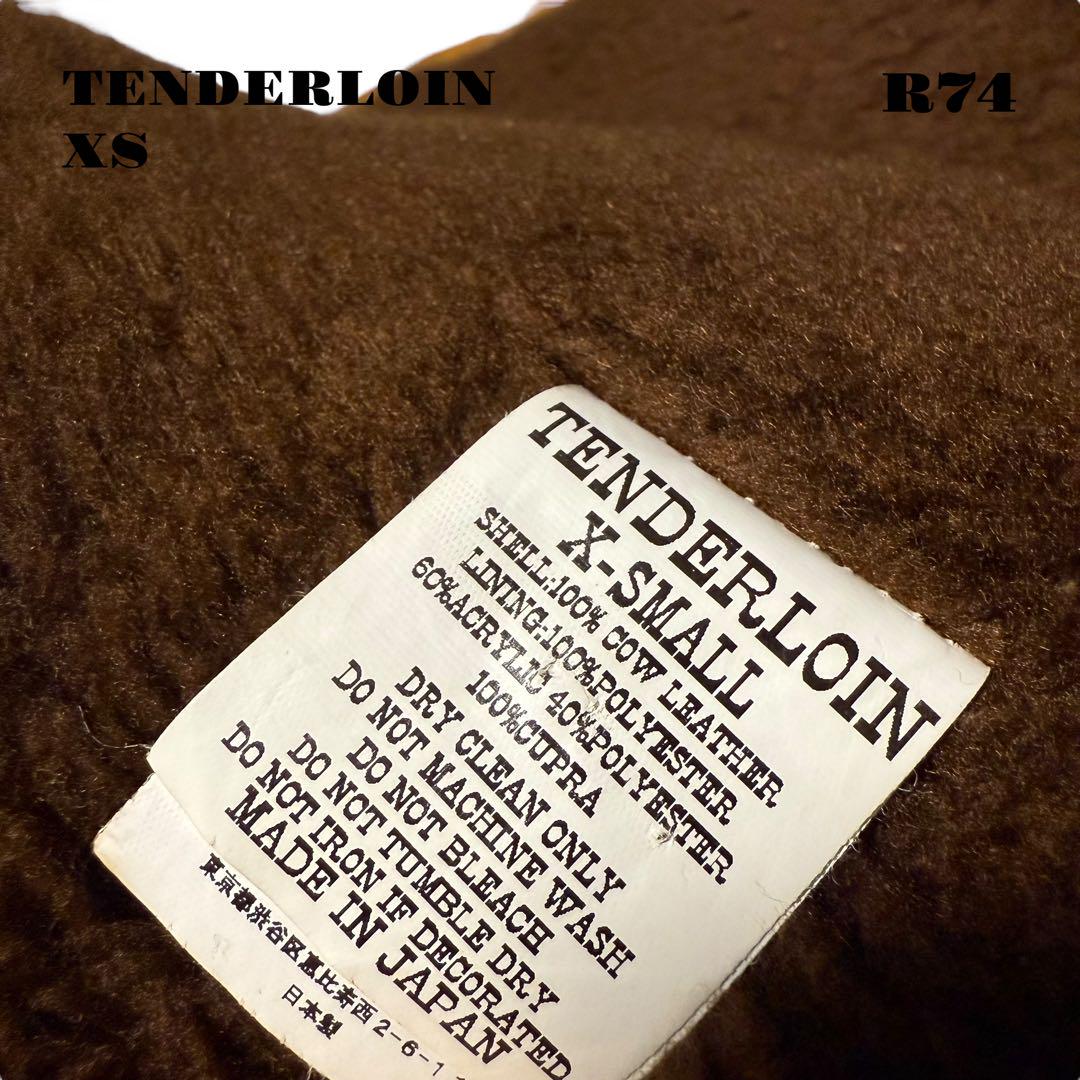 TENDERLOIN
XS
R74
TENDERLOIN
X-SMALL
SHELL:100% COW LEATHER
LINING:100%POLYESTER
60%ACRYLIC 40%POLYESTER
100%CUPRA
DRY CLEAN ONLY
DO NOT MACHINE WASH
DO NOT BLEACH
DO NOT TUMBLE DRY
DO NOT IRON IF DECORATED
MADE IN JAPAN
東京都渋谷区恵比寿西2-6-1
日本製